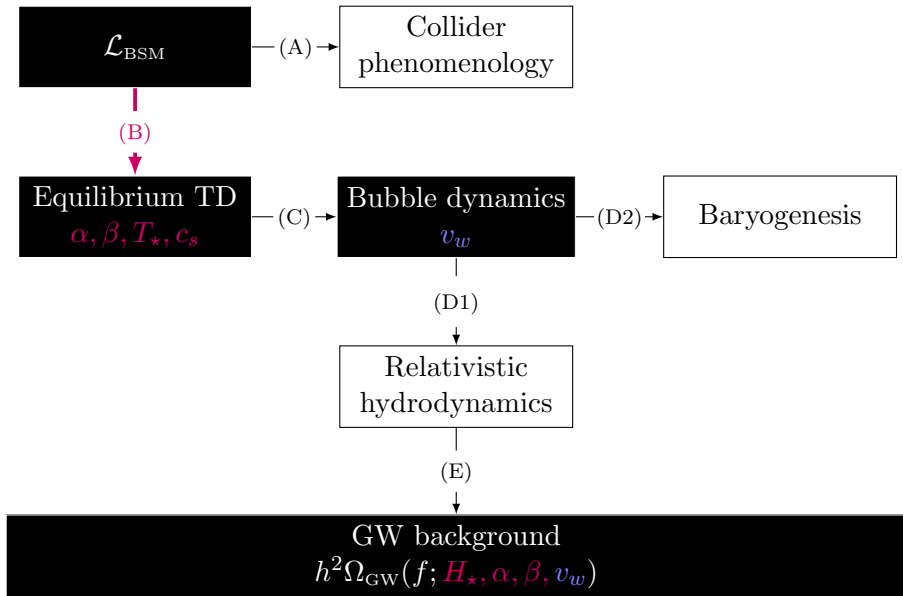 ℒ_BSM
(A)
Collider
phenomenology
(B)
Equilibrium TD
α, β, T⋆, c_s
(C)
Bubble dynamics
v_w
(D2)
Baryogenesis
(D1)
Relativistic
hydrodynamics
(E)
GW background
h²Ω_GW(f; H⋆, α, β, v_w)